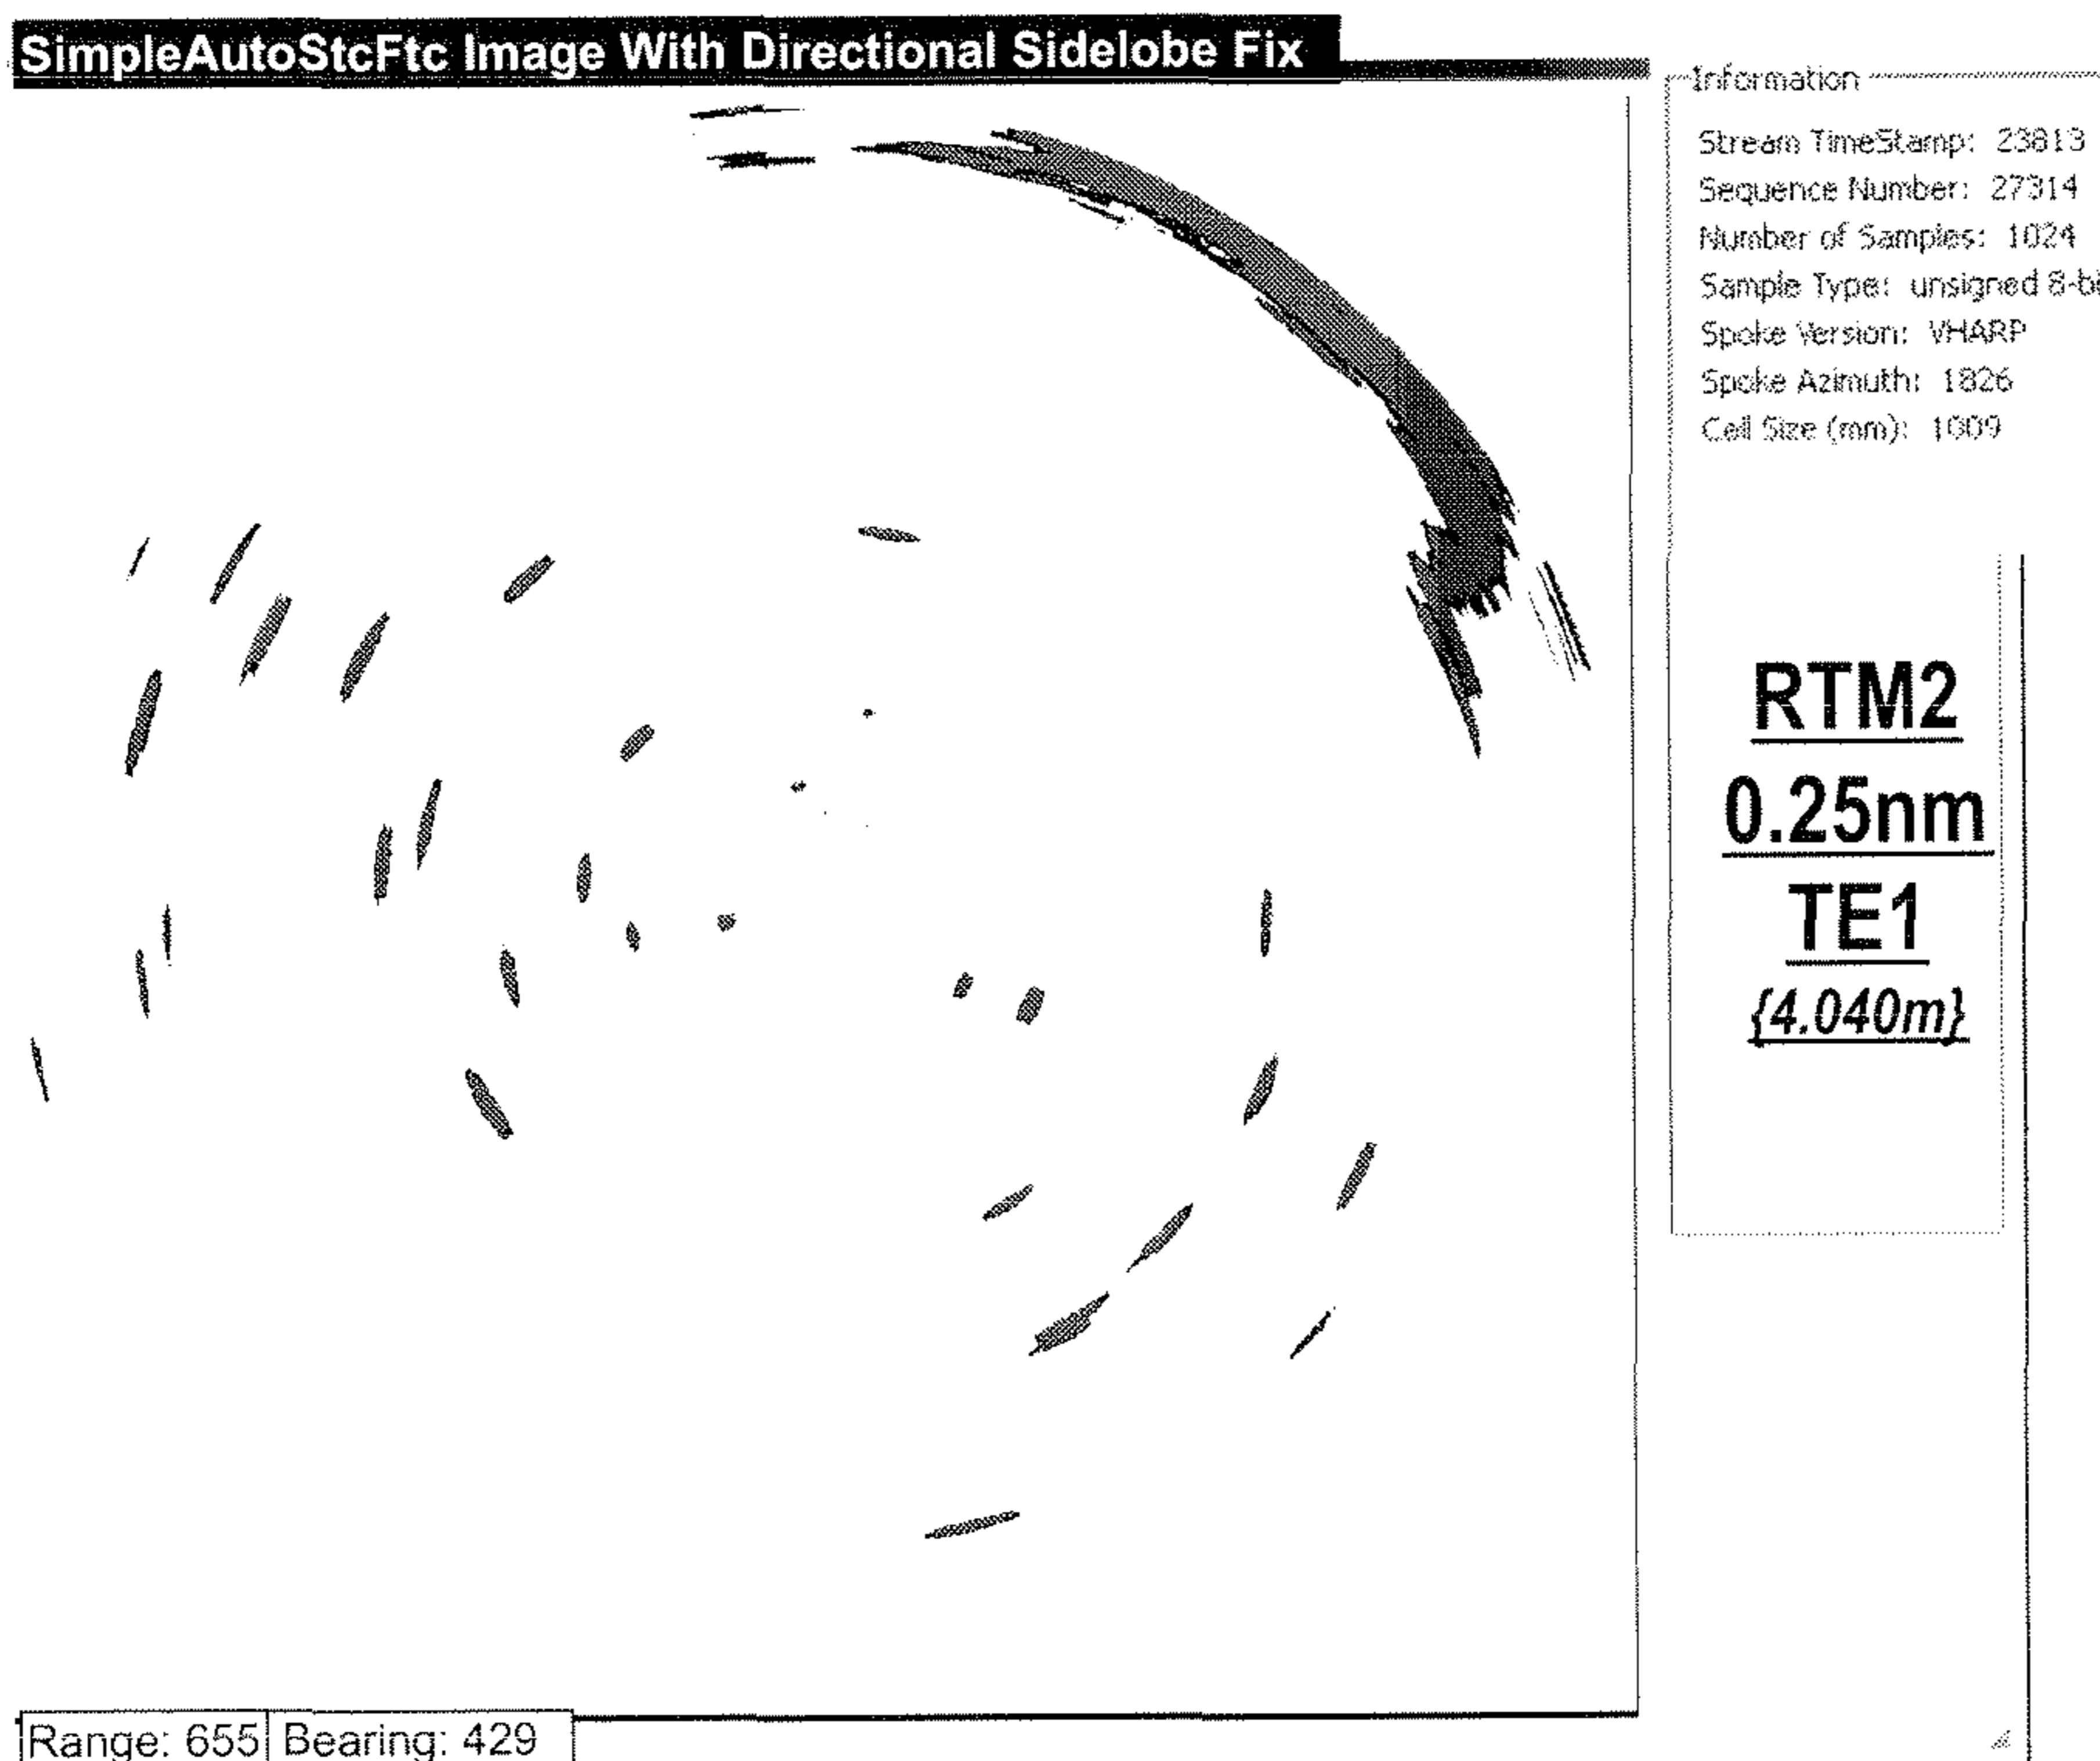 SimpleAutoStcFtc Image With Directional Sidelobe Fix
Information
Stream TimeStamp: 23813
Sequence Number: 27314
Number of Samples: 1024
Sample Type: unsigned 8-bi
Spoke Version: VHARP
Spoke Azimuth: 1826
Cell Size (mm): 1009
RTM2
0.25nm
TE1
{4.040m}
Range: 655 Bearing: 429